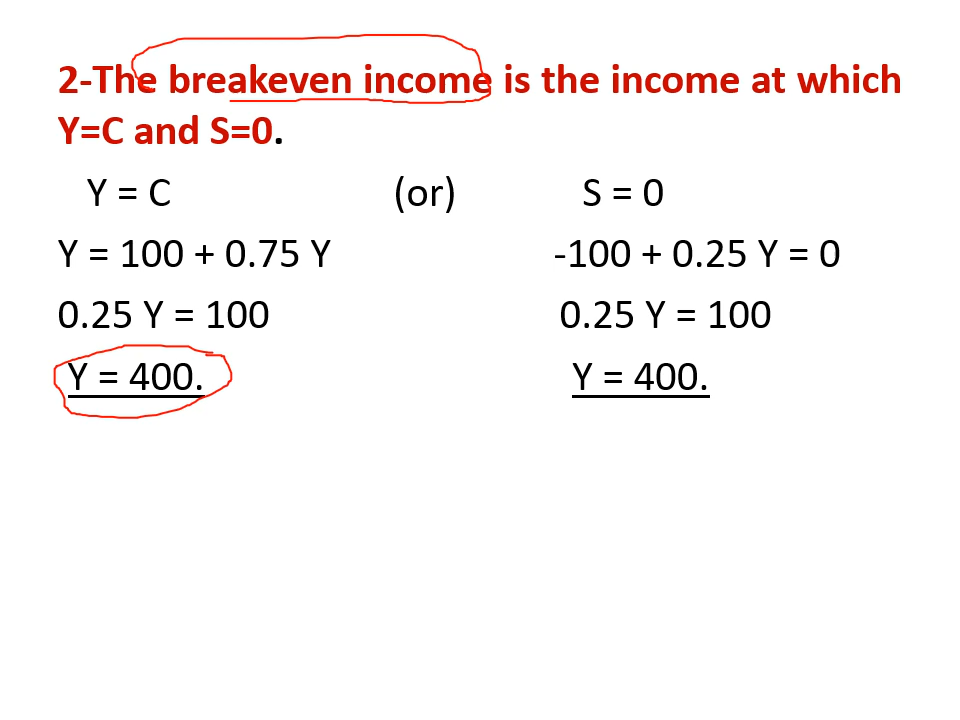 2-The breakeven income is the income at which
Y=C and S=0.
Y = C (or) S = 0
Y = 100 + 0.75 Y -100 + 0.25 Y = 0
0.25 Y = 100 0.25 Y = 100
Y = 400. Y = 400.